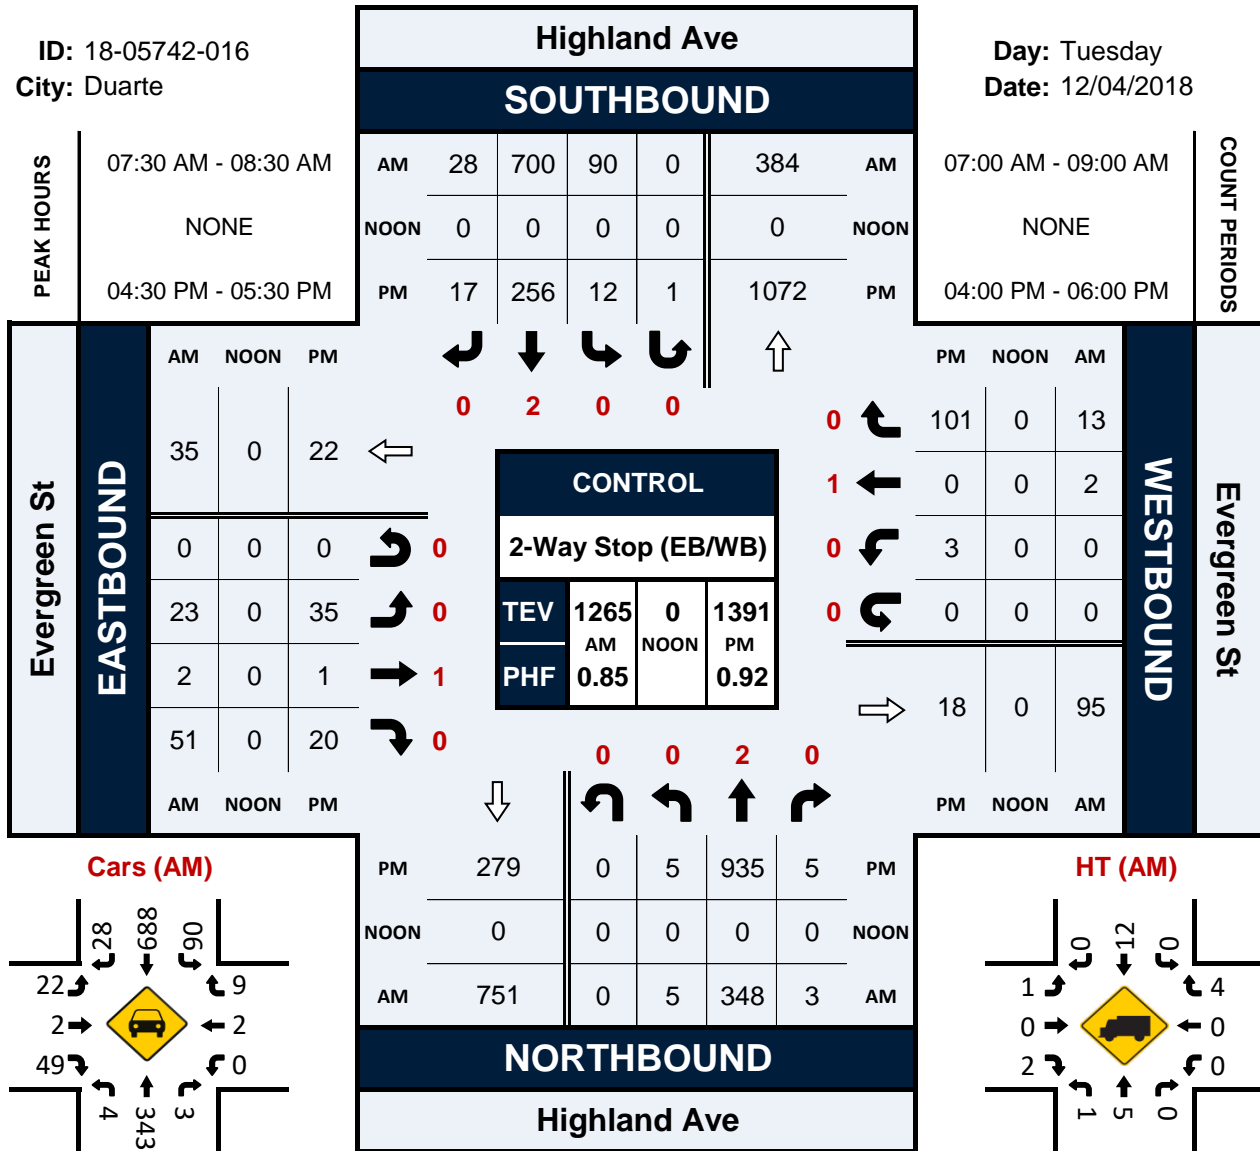 Highland Ave
ID: 18-05742-016
Day: Tuesday
City: Duarte
Date: 12/04/2018
SOUTHBOUND
PEAK HOURS
07:30 AM - 08:30 AM
NONE
04:30 PM - 05:30 PM
AM 28 700 90 0 384 AM
NOON 0 0 0 0 0 NOON
PM 17 256 12 1 1072 PM
07:00 AM - 09:00 AM
NONE
04:00 PM - 06:00 PM
COUNT PERIODS
0 2 0 0
Evergreen St
EASTBOUND
AM NOON PM
35 0 22
0 0 0 0
23 0 35 0
2 0 1 1
51 0 20 0
AM NOON PM
CONTROL
2-Way Stop (EB/WB)
TEV 1265 0 1391
AM NOON PM
PHF 0.85 0.92
PM NOON AM
0 101 0 13
1 0 0 2
0 3 0 0
0 0 0 0
18 0 95
PM NOON AM
WESTBOUND
Evergreen St
0 0 2 0
PM 279 0 5 935 5 PM
NOON 0 0 0 0 0 NOON
AM 751 0 5 348 3 AM
NORTHBOUND
Highland Ave
Cars (AM)
28 688 90
22 9
2 2
49 0
4 343 3
HT (AM)
0 12 0
1 4
0 0
2 0
1 5 0